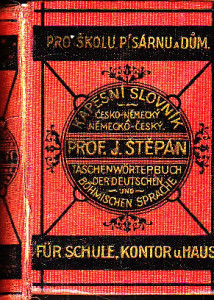 PRO ŠKOLU, PÍSÁRNU A DŮM.
KAPESNÍ SLOVNÍK
ČESKO-NĚMECKÝ
NĚMECKO-ČESKÝ.
PROF. J. ŠTĚPÁN
TASCHENWÖRTERBUCH
DER DEUTSCHEN
UND
BÖHMISCHEN SPRACHE
FÜR SCHULE, KONTOR u. HAUS